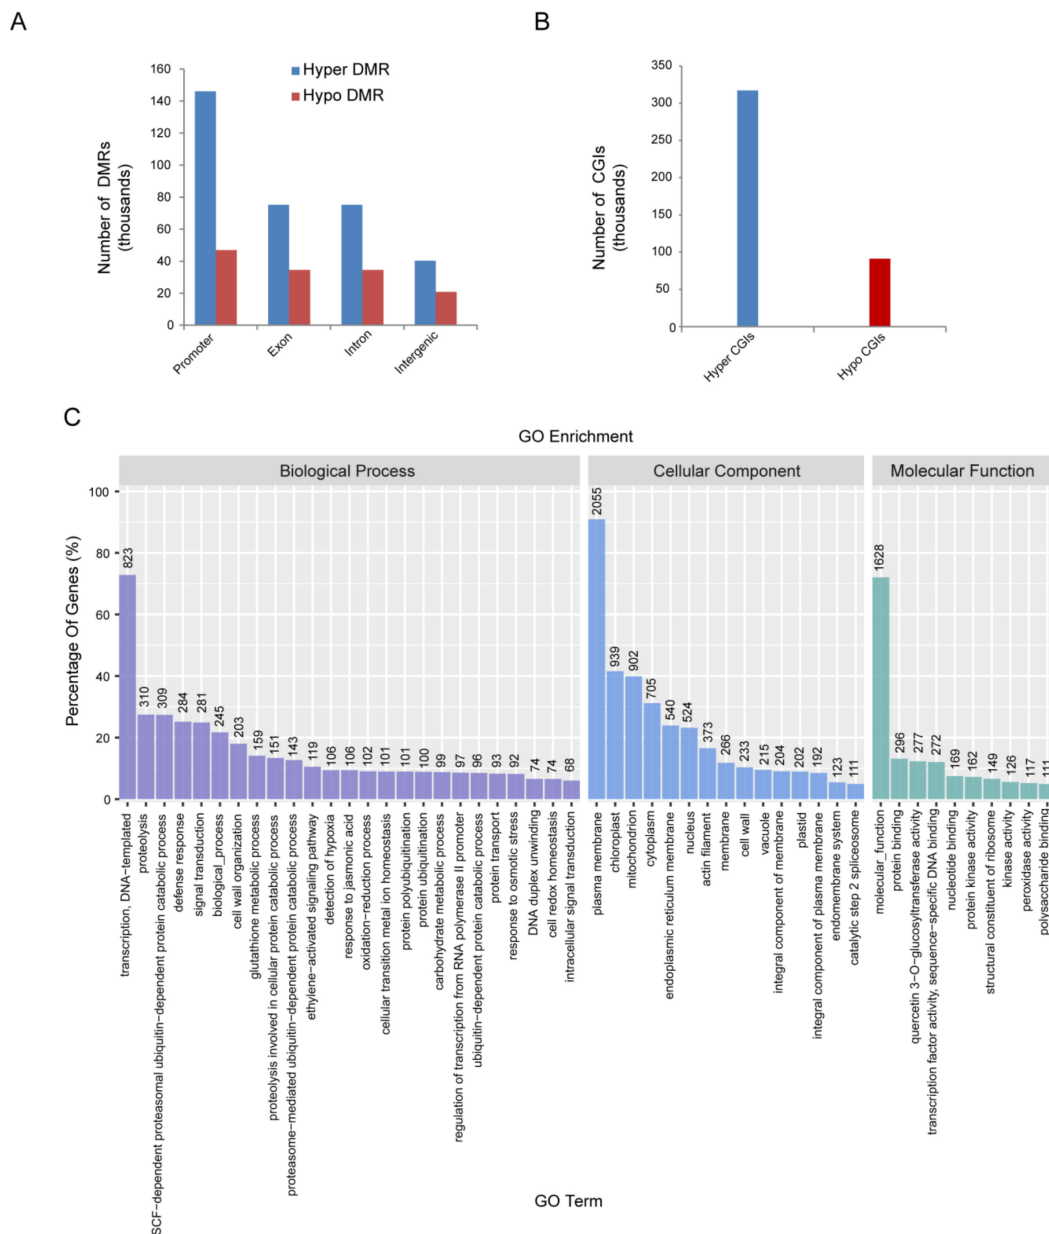 A
Number of DMRs
(thousands)
160
140
120
100
80
60
40
20
0
Hyper DMR
Hypo DMR
Promoter
Exon
Intron
Intergenic
B
Number of CGIs
(thousands)
350
300
250
200
150
100
50
0
Hyper CGIs
Hypo CGIs
C
GO Enrichment
Biological Process
Cellular Component
Molecular Function
Percentage Of Genes (%)
100
80
60
40
20
0
823
310
309
284
281
245
203
159
151
143
119
106
106
102
101
101
100
99
97
96
93
92
74
74
68
2055
939
902
705
540
524
373
266
233
215
204
202
192
123
111
1628
296
277
272
169
162
149
126
117
111
transcription, DNA−templated
proteolysis
SCF−dependent proteasomal ubiquitin−dependent protein catabolic process
defense response
signal transduction
biological_process
cell wall organization
glutathione metabolic process
proteolysis involved in cellular protein catabolic process
proteasome−mediated ubiquitin−dependent protein catabolic process
ethylene−activated signaling pathway
detection of hypoxia
response to jasmonic acid
oxidation−reduction process
cellular transition metal ion homeostasis
protein polyubiquitination
protein ubiquitination
carbohydrate metabolic process
regulation of transcription from RNA polymerase II promoter
ubiquitin−dependent protein catabolic process
protein transport
response to osmotic stress
DNA duplex unwinding
cell redox homeostasis
intracellular signal transduction
plasma membrane
chloroplast
mitochondrion
cytoplasm
endoplasmic reticulum membrane
nucleus
actin filament
membrane
cell wall
vacuole
integral component of membrane
plastid
integral component of plasma membrane
endomembrane system
catalytic step 2 spliceosome
molecular_function
protein binding
quercetin 3−O−glucosyltransferase activity
transcription factor activity, sequence−specific DNA binding
nucleotide binding
protein kinase activity
structural constituent of ribosome
kinase activity
peroxidase activity
polysaccharide binding
GO Term